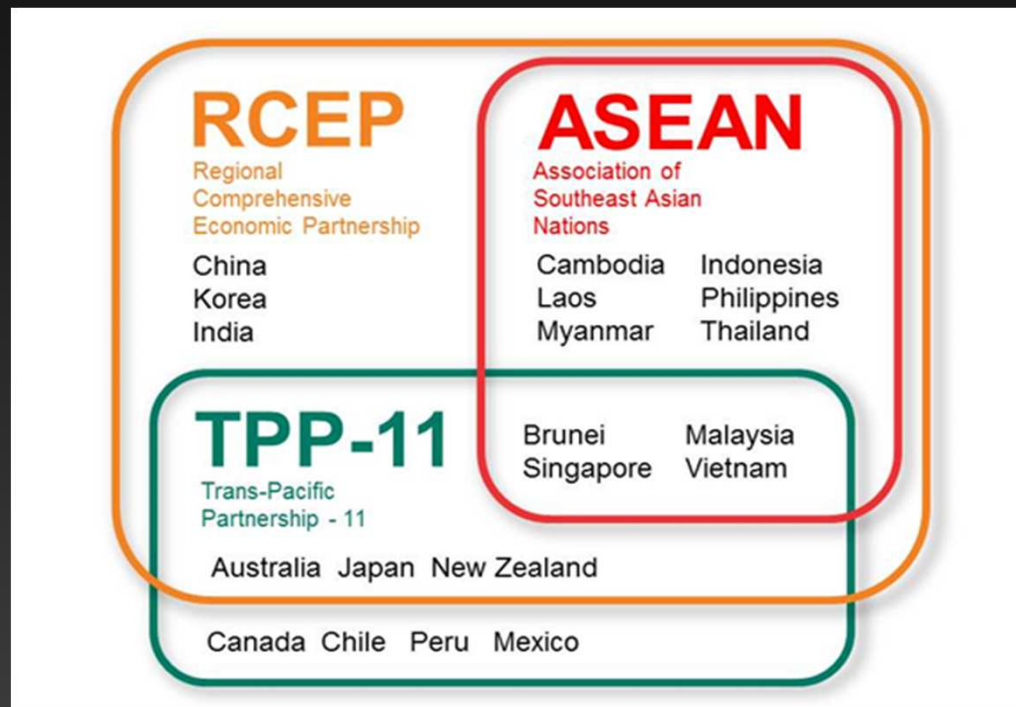 RCEP
Regional
Comprehensive
Economic Partnership
China
Korea
India
ASEAN
Association of
Southeast Asian
Nations
Cambodia Indonesia
Laos Philippines
Myanmar Thailand
TPP-11
Trans-Pacific
Partnership - 11
Brunei Malaysia
Singapore Vietnam
Australia Japan New Zealand
Canada Chile Peru Mexico